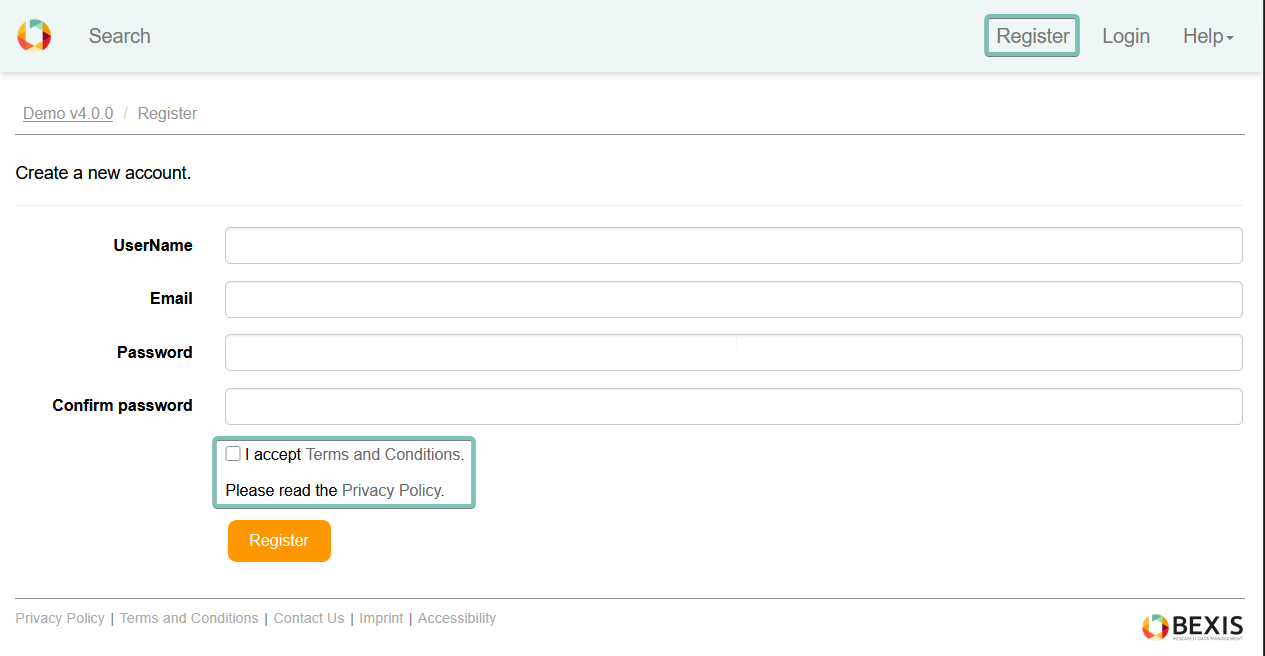 Search Register Login Help
Demo v4.0.0 / Register
Create a new account.
UserName
Email
Password
Confirm password
I accept Terms and Conditions.
Please read the Privacy Policy.
Register
Privacy Policy | Terms and Conditions | Contact Us | Imprint | Accessibility
BEXIS
RESEARCH DATA MANAGEMENT